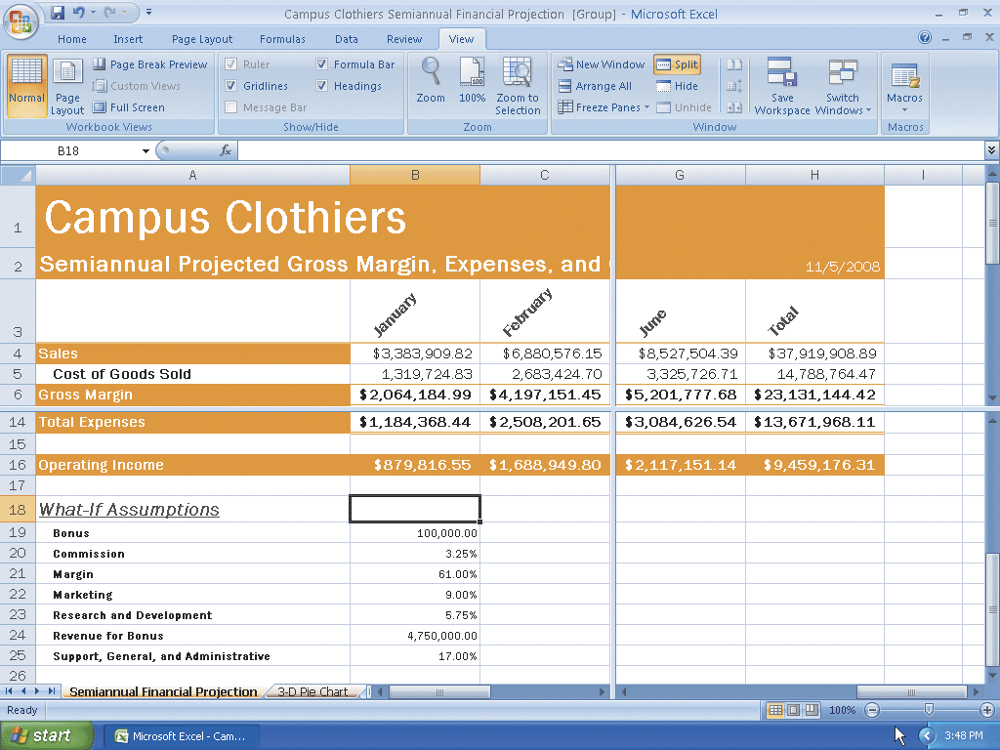 Campus Clothiers Semiannual Financial Projection [Group] - Microsoft Excel
Home Insert Page Layout Formulas Data Review View
Normal
Page Layout
Page Break Preview
Custom Views
Full Screen
Workbook Views
Ruler
Gridlines
Message Bar
Formula Bar
Headings
Show/Hide
Zoom
100%
Zoom to Selection
Zoom
New Window
Arrange All
Freeze Panes
Split
Hide
Unhide
Save Workspace
Switch Windows
Window
Macros
Macros
B18 fx
A B C G H I
1 Campus Clothiers
2 Semiannual Projected Gross Margin, Expenses, and 11/5/2008
3 January February June Total
4 Sales $3,383,909.82 $6,880,576.15 $8,527,504.39 $37,919,908.89
5 Cost of Goods Sold 1,319,724.83 2,683,424.70 3,325,726.71 14,788,764.47
6 Gross Margin $2,064,184.99 $4,197,151.45 $5,201,777.68 $23,131,144.42
14 Total Expenses $1,184,368.44 $2,508,201.65 $3,084,626.54 $13,671,968.11
15
16 Operating Income $879,816.55 $1,688,949.80 $2,117,151.14 $9,459,176.31
17
18 What-If Assumptions
19 Bonus 100,000.00
20 Commission 3.25%
21 Margin 61.00%
22 Marketing 9.00%
23 Research and Development 5.75%
24 Revenue for Bonus 4,750,000.00
25 Support, General, and Administrative 17.00%
26
Semiannual Financial Projection 3-D Pie Chart
Ready 100%
start Microsoft Excel - Cam... 3:48 PM